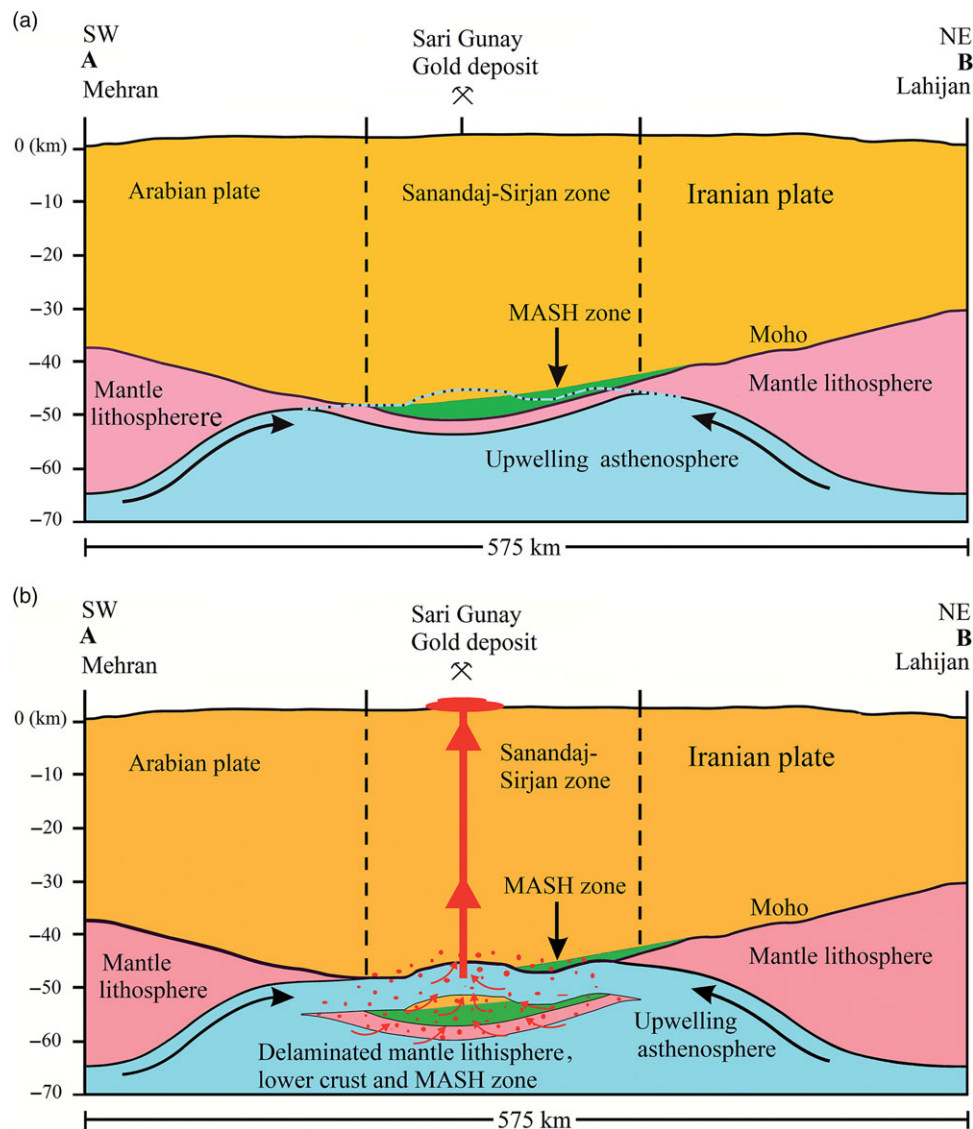 (a)
SW
A
Mehran
Sari Gunay
Gold deposit
NE
B
Lahijan
0 (km)
−10
−20
−30
−40
−50
−60
−70
Arabian plate
Sanandaj-Sirjan zone
Iranian plate
MASH zone
Moho
Mantle
lithospherere
Mantle lithosphere
Upwelling asthenosphere
575 km
(b)
SW
A
Mehran
Sari Gunay
Gold deposit
NE
B
Lahijan
0 (km)
−10
−20
−30
−40
−50
−60
−70
Arabian plate
Sanandaj-
Sirjan zone
Iranian plate
MASH zone
Moho
Mantle
lithosphere
Mantle lithosphere
Upwelling
asthenosphere
Delaminated mantle lithisphere,
lower crust and MASH zone
575 km